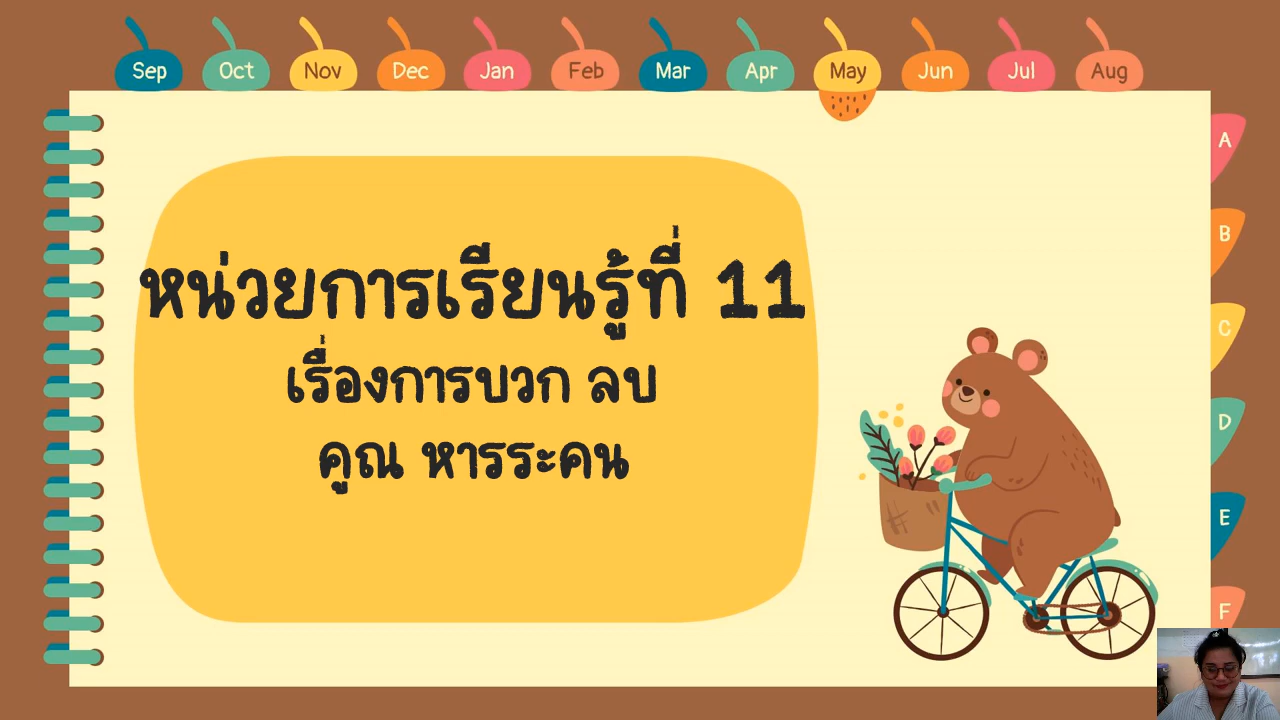 Sep Oct Nov Dec Jan Feb Mar Apr May Jun Jul Aug
หน่วยการเรียนรู้ที่ 11
เรื่องการบวก ลบ
คูณ หารระคน
A
B
C
D
E
F